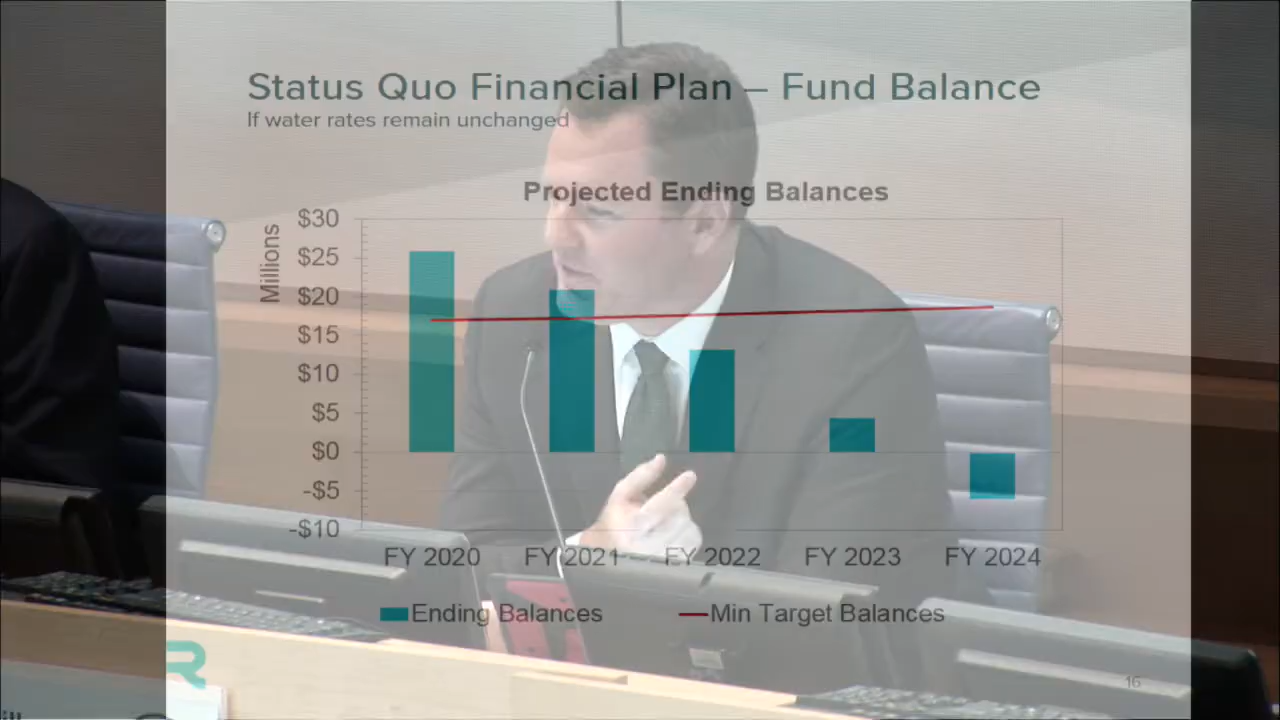 Status Quo Financial Plan – Fund Balance
If water rates remain unchanged
Projected Ending Balances
Millions
$30
$25
$20
$15
$10
$5
$0
-$5
-$10
FY 2020 FY 2021 FY 2022 FY 2023 FY 2024
Ending Balances Min Target Balances
R
16